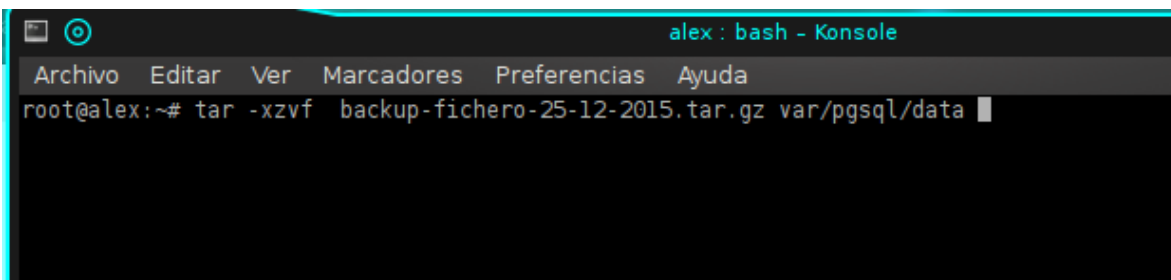 alex : bash – Konsole
Archivo Editar Ver Marcadores Preferencias Ayuda
root@alex:~# tar -xzvf  backup-fichero-25-12-2015.tar.gz var/pgsql/data